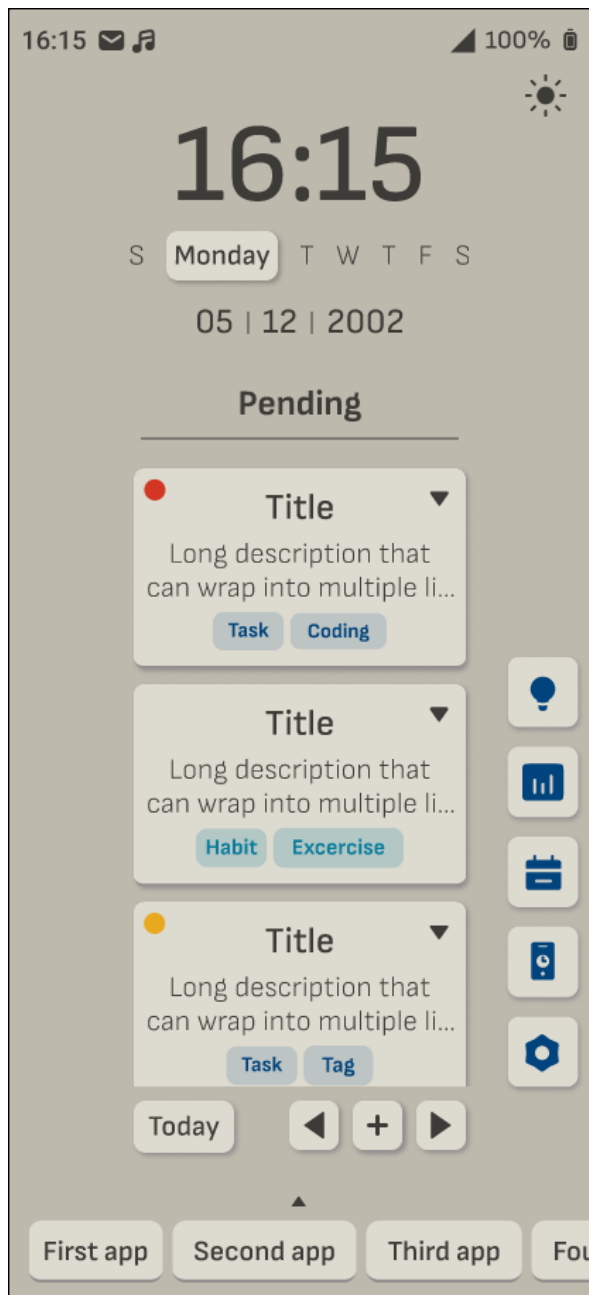 16:15 100%
16:15
S Monday T W T F S
05 | 12 | 2002
Pending
Title
Long description that
can wrap into multiple li...
Task Coding
Title
Long description that
can wrap into multiple li...
Habit Excercise
Title
Long description that
can wrap into multiple li...
Task Tag
Today +
First app Second app Third app Fou